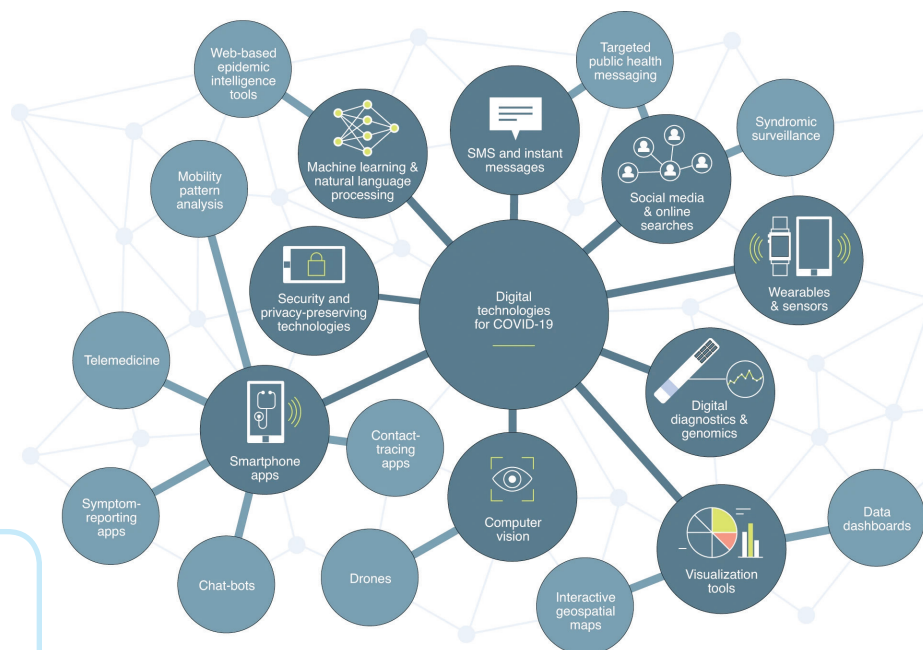 Web-based
epidemic
intelligence
tools
Targeted
public health
messaging
Machine learning &
natural language
processing
SMS and instant
messages
Social media
& online
searches
Syndromic
surveillance
Mobility
pattern
analysis
Security and
privacy-preserving
technologies
Digital
technologies
for COVID-19
Wearables
& sensors
Telemedicine
Smartphone
apps
Contact-
tracing
apps
Digital
diagnostics &
genomics
Symptom-
reporting
apps
Computer
vision
Data
dashboards
Chat-bots
Drones
Interactive
geospatial
maps
Visualization
tools